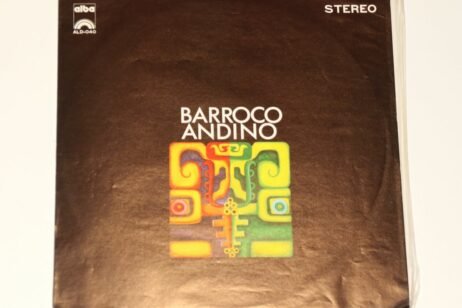 alba
ALD-040
STEREO
BARROCO
ANDINO